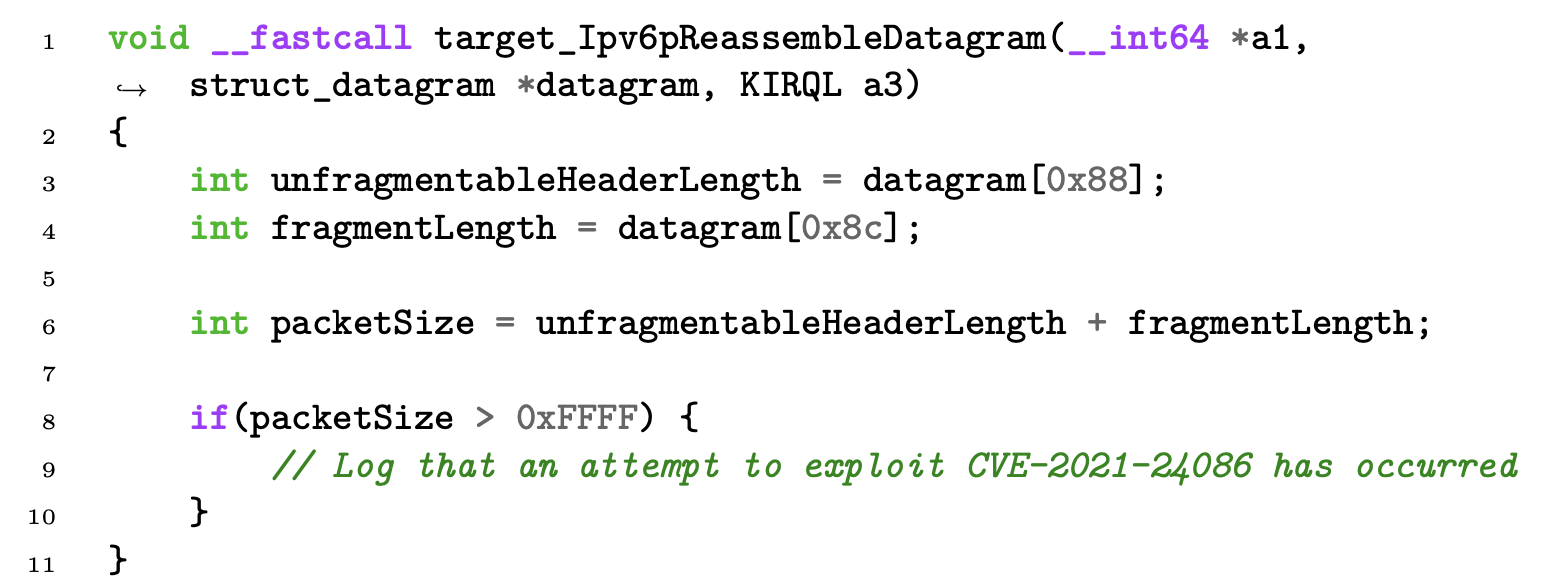 1 void __fastcall target_Ipv6pReassembleDatagram(__int64 *a1,
↪ struct_datagram *datagram, KIRQL a3)
2 {
3 int unfragmentableHeaderLength = datagram[0x88];
4 int fragmentLength = datagram[0x8c];
5
6 int packetSize = unfragmentableHeaderLength + fragmentLength;
7
8 if(packetSize > 0xFFFF) {
9 // Log that an attempt to exploit CVE-2021-24086 has occurred
10 }
11 }